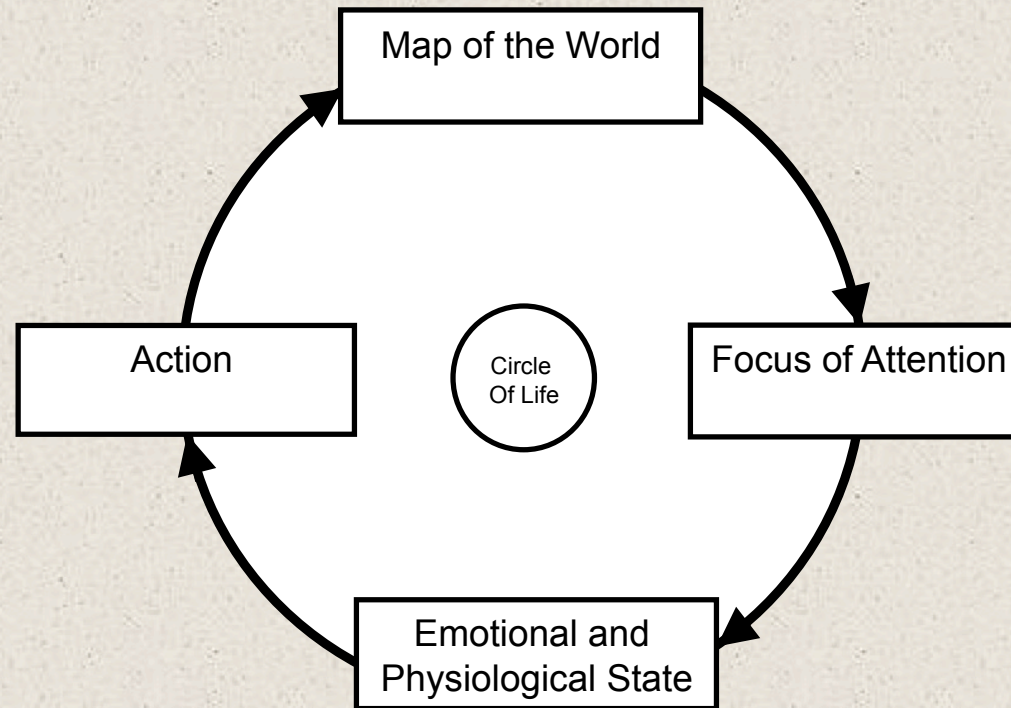 Map of the World
Action
Circle
Of Life
Focus of Attention
Emotional and
Physiological State